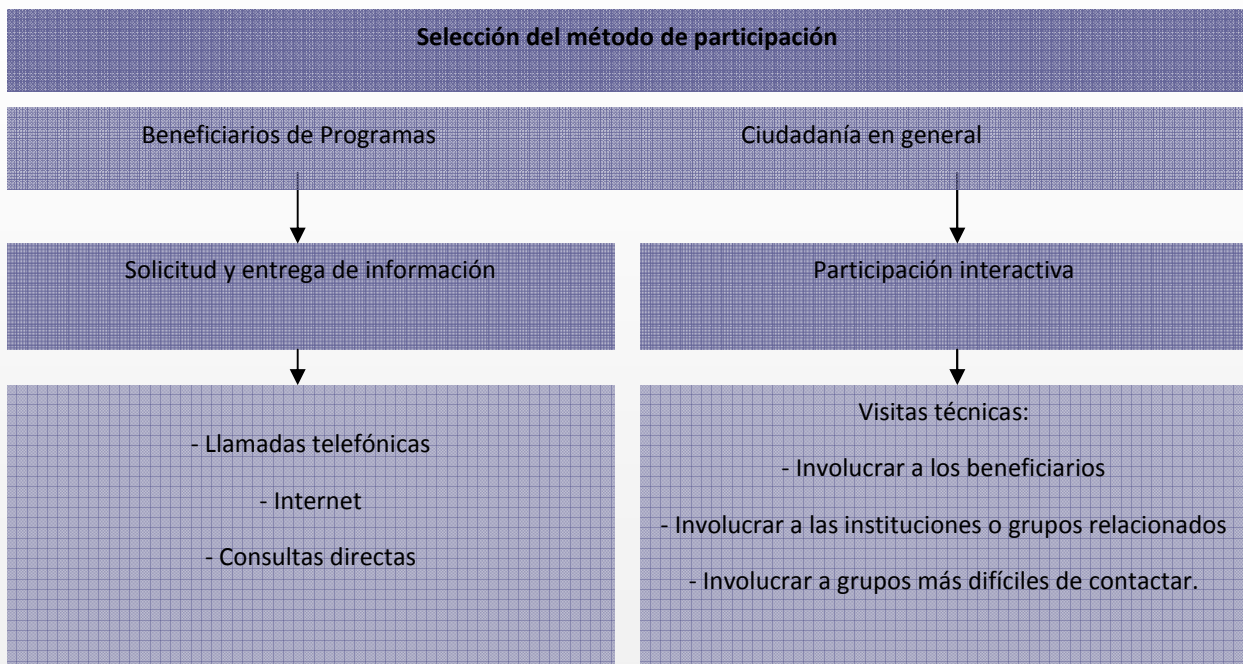 Selección del método de participación
Beneficiarios de Programas
Ciudadanía en general
Solicitud y entrega de información
Participación interactiva
- Llamadas telefónicas
- Internet
- Consultas directas
Visitas técnicas:
- Involucrar a los beneficiarios
- Involucrar a las instituciones o grupos relacionados
- Involucrar a grupos más difíciles de contactar.